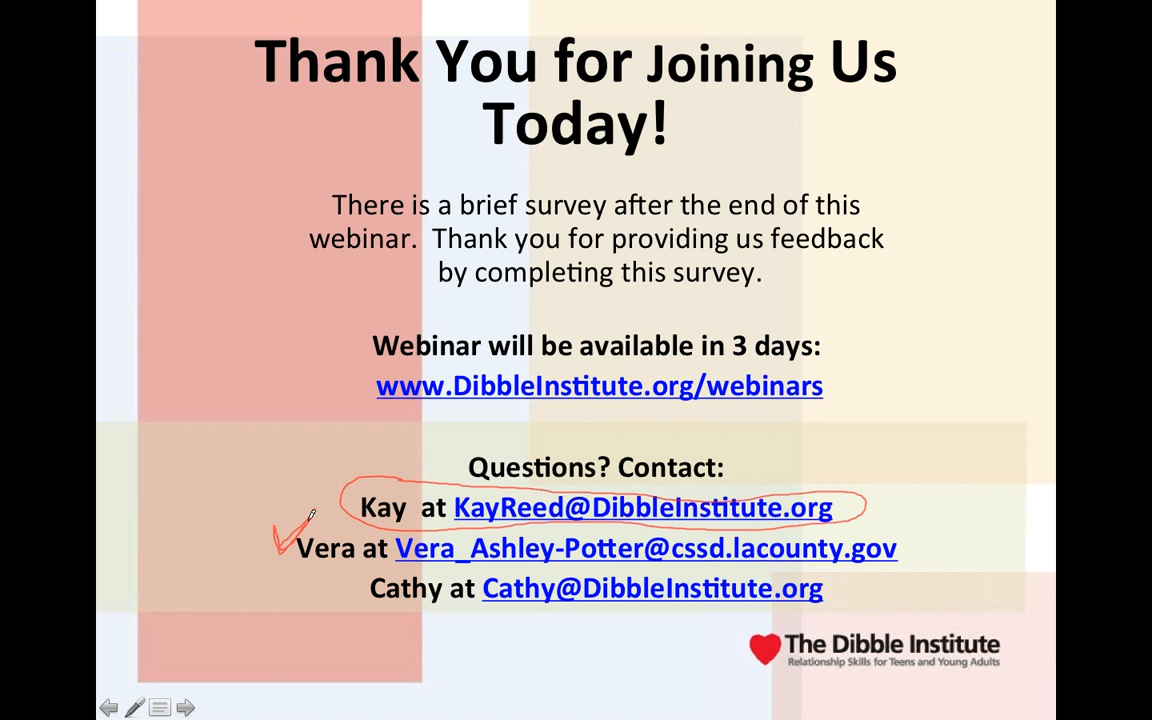 Thank You for Joining Us
Today!
There is a brief survey after the end of this
webinar.  Thank you for providing us feedback
by completing this survey.
Webinar will be available in 3 days:
www.DibbleInstitute.org/webinars
Questions? Contact:
Kay  at KayReed@DibbleInstitute.org
Vera at Vera_Ashley-Potter@cssd.lacounty.gov
Cathy at Cathy@DibbleInstitute.org
The Dibble Institute
Relationship Skills for Teens and Young Adults